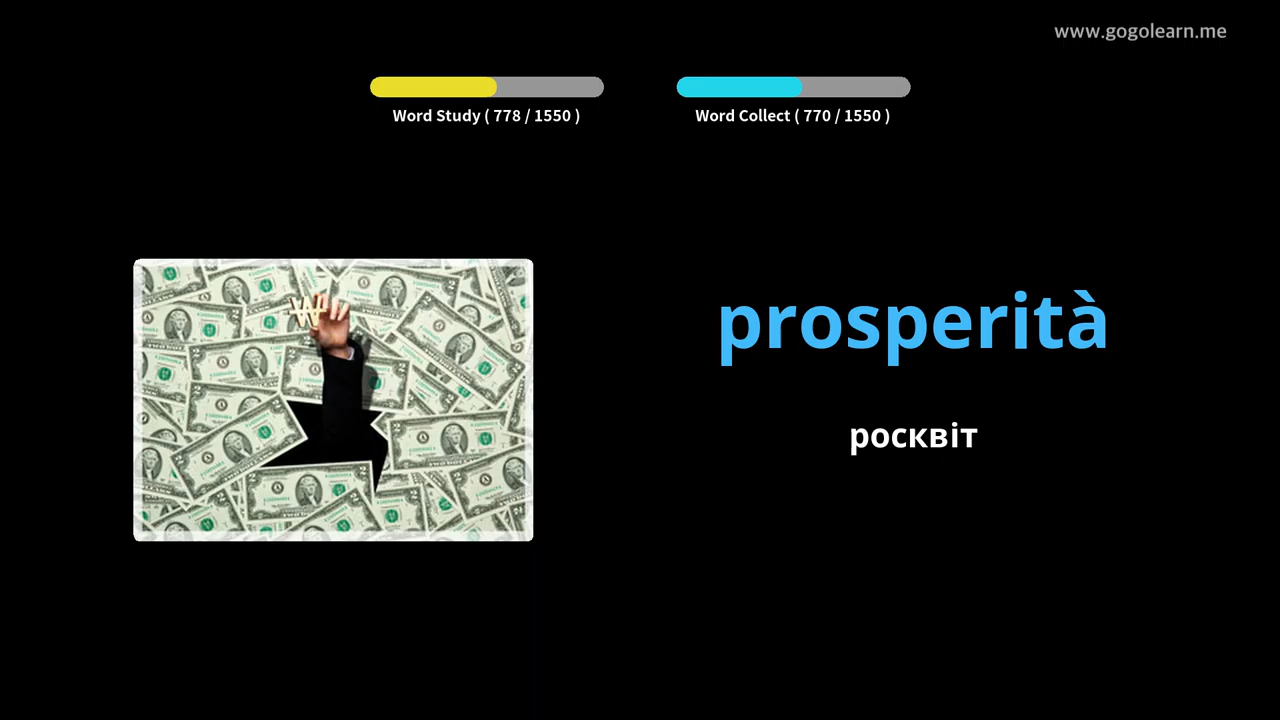 www.gogolearn.me
Word Study ( 778 / 1550 )
Word Collect ( 770 / 1550 )
prosperità
росквіт